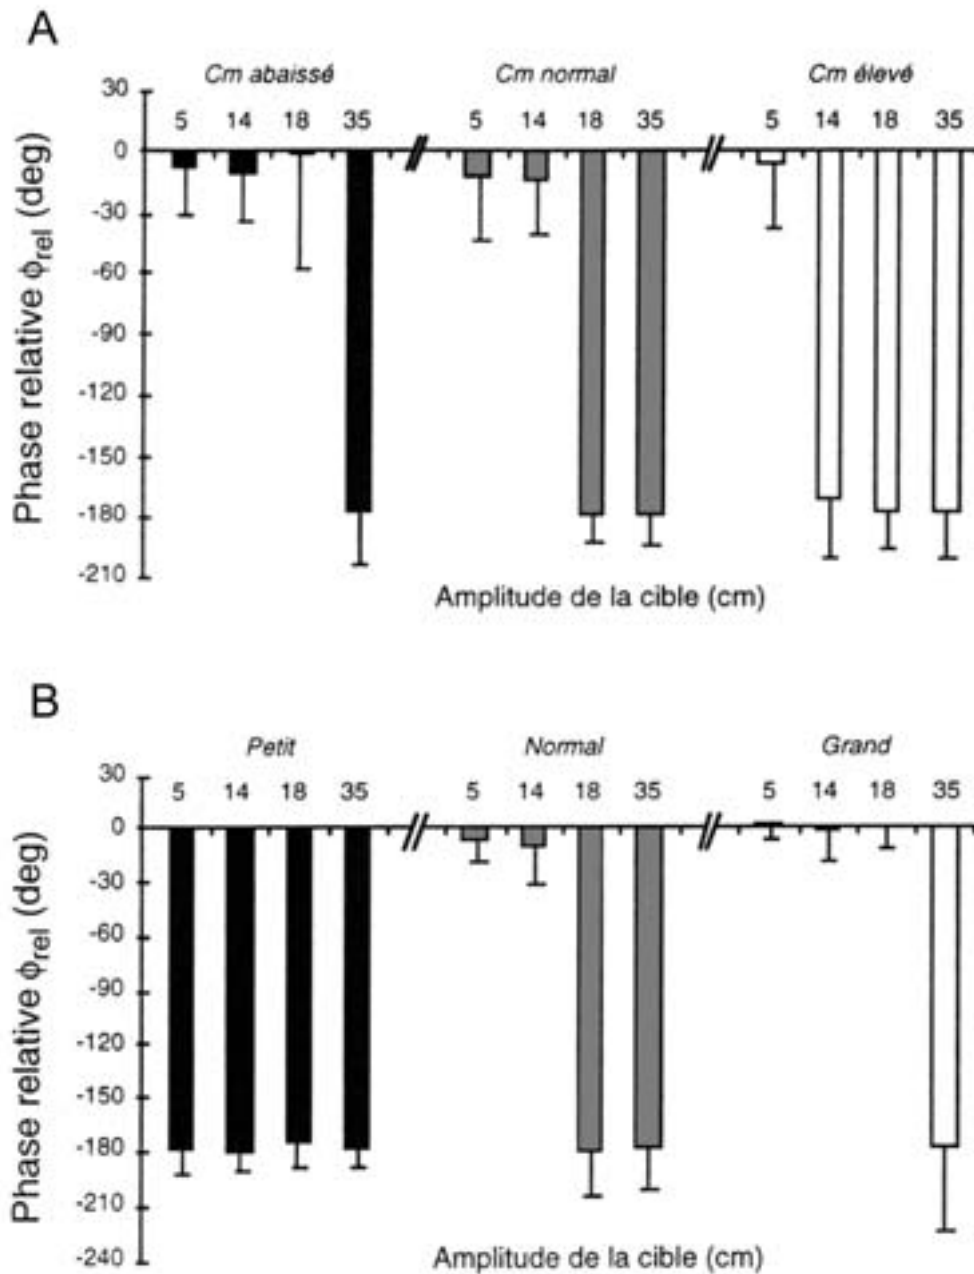 A
Cm abaissé Cm normal Cm élevé
30
5 14 18 35 5 14 18 35 5 14 18 35
0
-30
-60
-90
-120
-150
-180
-210
Phase relative ϕrel (deg)
Amplitude de la cible (cm)
B
Petit Normal Grand
30
5 14 18 35 5 14 18 35 5 14 18 35
0
-30
-60
-90
-120
-150
-180
-210
-240
Phase relative ϕrel (deg)
Amplitude de la cible (cm)